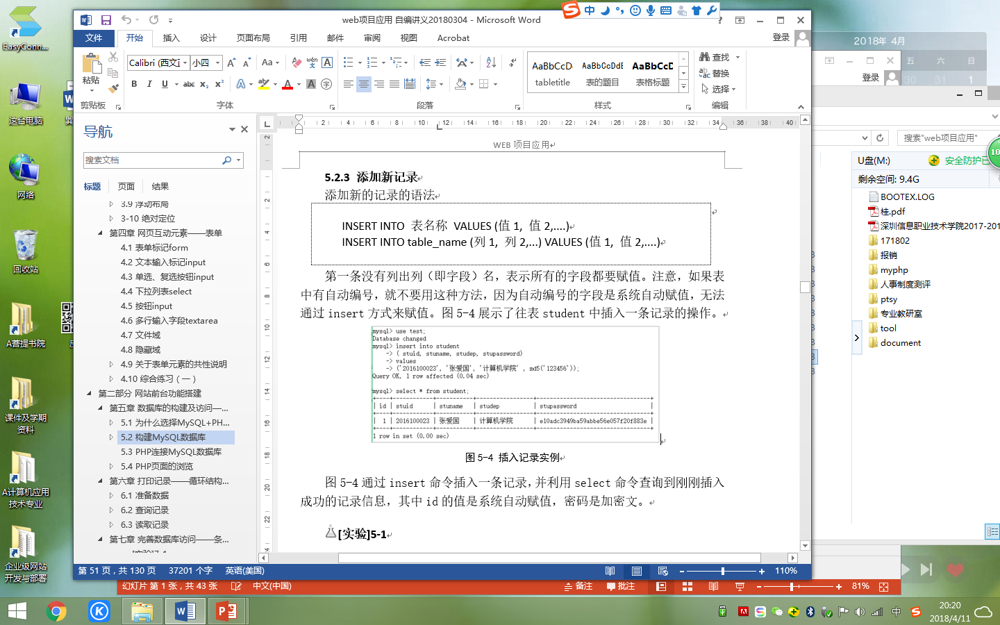 web项目应用 自编讲义20180304 - Microsoft Word
中
文件
开始
插入
设计
页面布局
引用
邮件
审阅
视图
Acrobat
登录
粘贴
剪贴板
Calibri (西文正
小四
字体
段落
AaBbCcD
tabletitle
AaBbCcDdE
表的题目
AaBbCcD
表格标题
样式
查找
替换
选择
编辑
导航
搜索文档
标题
页面
结果
3.9 浮动布局
3-10 绝对定位
第四章 网页互动元素——表单
4.1 表单标记form
4.2 文本输入标记input
4.3 单选、复选按钮input
4.4 下拉列表select
4.5 按钮input
4.6 多行输入字段textarea
4.7 文件域
4.8 隐藏域
4.9 关于表单元素的共性说明
4.10 综合练习（一）
第二部分 网站前台功能搭建
第五章 数据库的构建及访问—...
5.1 为什么选择MySQL+PH...
5.2 构建MySQL数据库
5.3 PHP连接MySQL数据库
5.4 PHP页面的浏览
第六章 打印记录——循环结构...
6.1 准备数据
6.2 查询记录
6.3 读取记录
第七章 完善数据库访问——条...
WEB 项目应用
5.2.3 添加新记录
添加新的记录的语法
INSERT INTO 表名称 VALUES (值 1, 值 2,....)
INSERT INTO table_name (列 1, 列 2,...) VALUES (值 1, 值 2,....)
第一条没有列出列（即字段）名，表示所有的字段都要赋值。注意，如果表
中有自动编号，就不要用这种方法，因为自动编号的字段是系统自动赋值，无法
通过 insert 方式来赋值。图 5-4 展示了往表 student 中插入一条记录的操作。
mysql> use test;
Database changed
mysql> insert into student
-> ( stuid, stuname, studep, stupassword)
-> values
-> ('2016100023', '张爱国', '计算机学院' , md5('123456'));
Query OK, 1 row affected (0.04 sec)
mysql> select * from student;
| id | stuid | stuname | studep | stupassword |
| 1 | 2016100023 | 张爱国 | 计算机学院 | e10adc3949ba59abbe56e057f20f883e |
1 row in set (0.00 sec)
图 5-4 插入记录实例
图 5-4 通过 insert 命令插入一条记录，并利用 select 命令查询到刚刚插入
成功的记录信息，其中 id 的值是系统自动赋值，密码是加密文。
[实验]5-1
第 51 页，共 130 页
37201 个字
英语(美国)
110%
幻灯片 第 1 张，共 43 张
中文(中国)
备注
批注
81%
EasyConn...
这台电脑
网络
回收站
A菩提书院
课件及学期
资料
A计算机应用
技术专业
企业级网站
开发与部署
2018年 4月
登录
五 六 日
30 31 1
搜索"web项目应用"
U盘(M:)
安全防护已
剩余空间: 9.4G
BOOTEX.LOG
桂.pdf
深圳信息职业技术学院2017-201
171802
报销
myphp
人事制度测评
ptsy
专业教研室
tool
document
中
20:20
2018/4/11